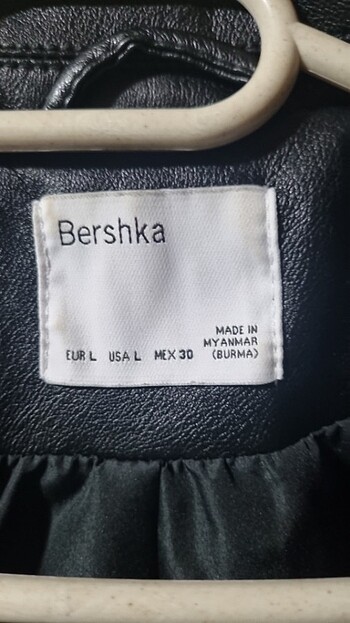 Bershka
MADE IN
MYANMAR
EUR L USA L MEX 30 (BURMA)